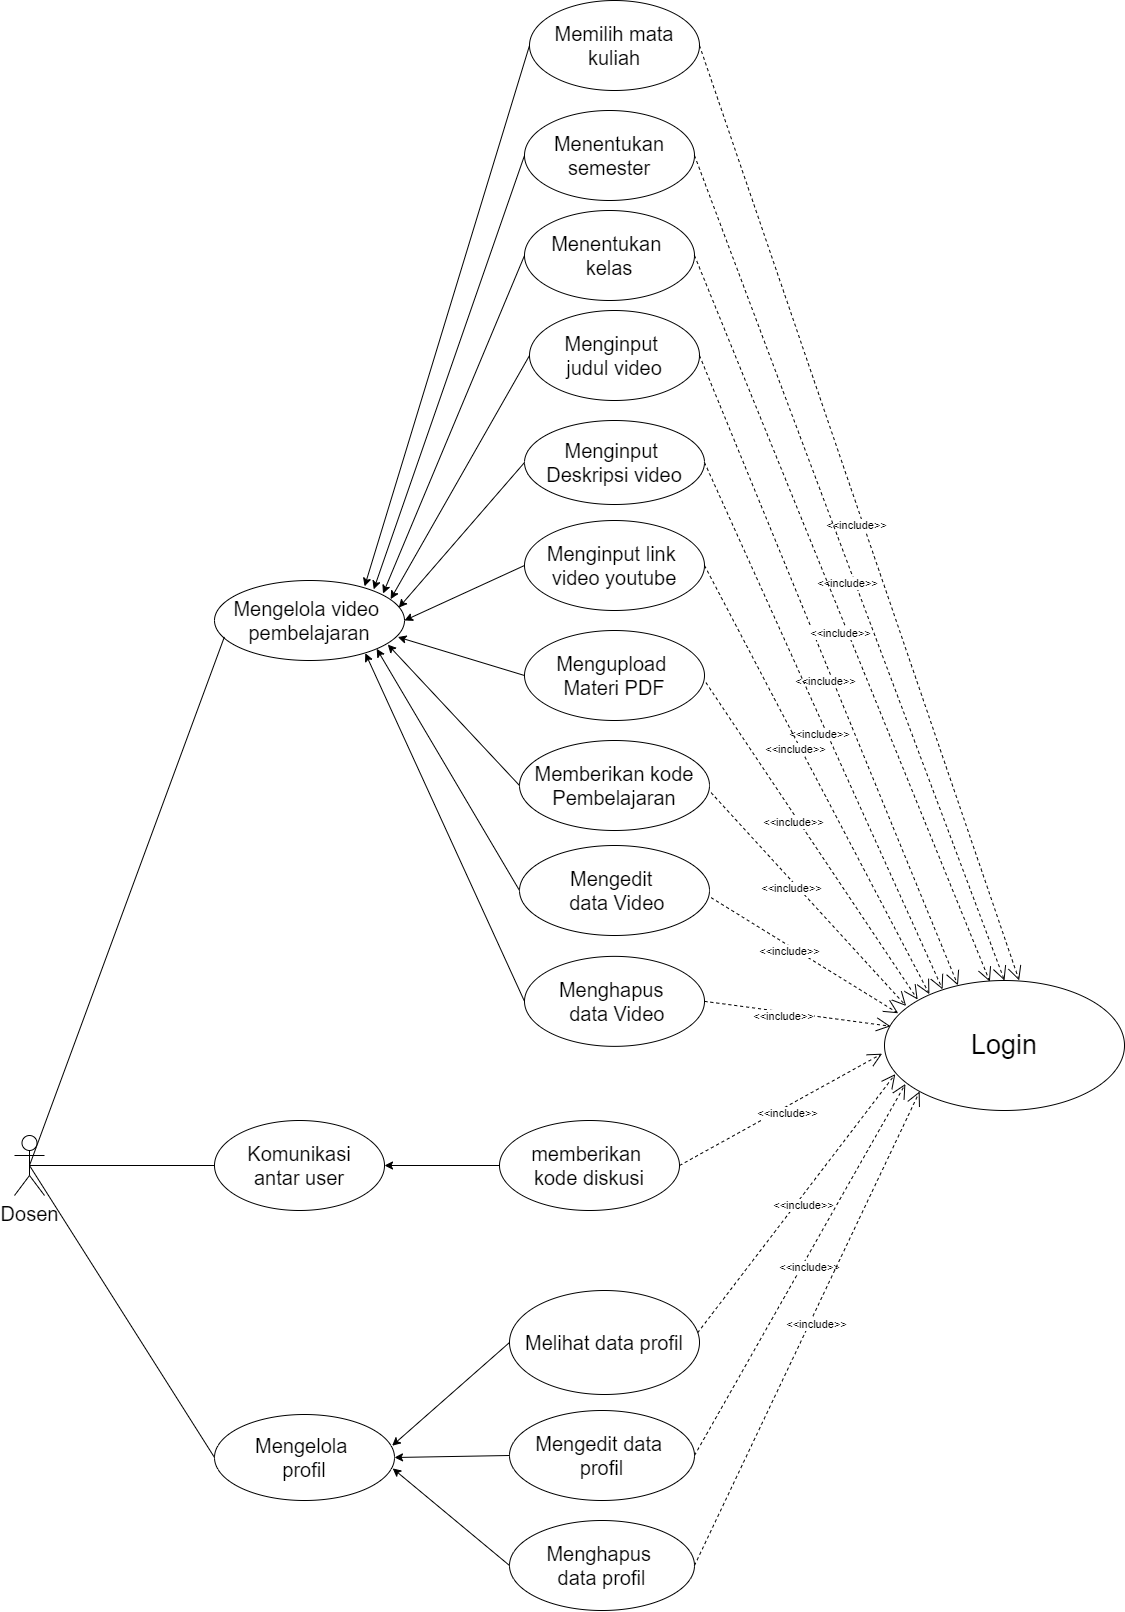 Memilih mata
kuliah
Menentukan
semester
Menentukan
kelas
Menginput
judul video
Menginput
Deskripsi video
<<include>>
Menginput link
video youtube
<<include>>
Mengelola video
pembelajaran
<<include>>
Mengupload
Materi PDF
<<include>>
<<include>>
<<include>>
Memberikan kode
Pembelajaran
<<include>>
Mengedit
data Video
<<include>>
<<include>>
Menghapus
data Video
<<include>>
Login
<<include>>
Komunikasi
antar user
memberikan
kode diskusi
Dosen
<<include>>
<<include>>
<<include>>
Melihat data profil
Mengelola
profil
Mengedit data
profil
Menghapus
data profil